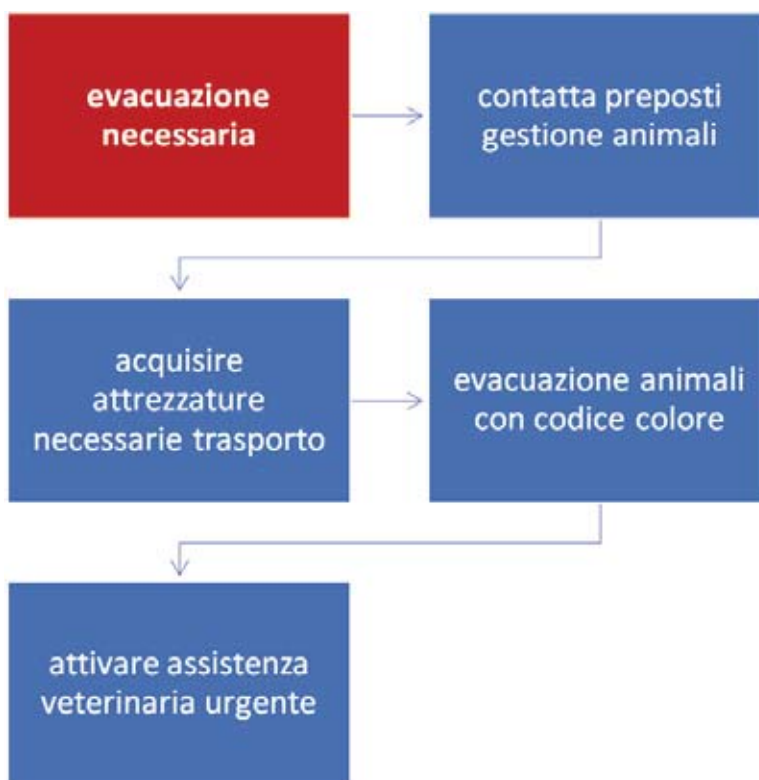 evacuazione
necessaria
contatta preposti
gestione animali
acquisire
attrezzature
necessarie trasporto
evacuazione animali
con codice colore
attivare assistenza
veterinaria urgente